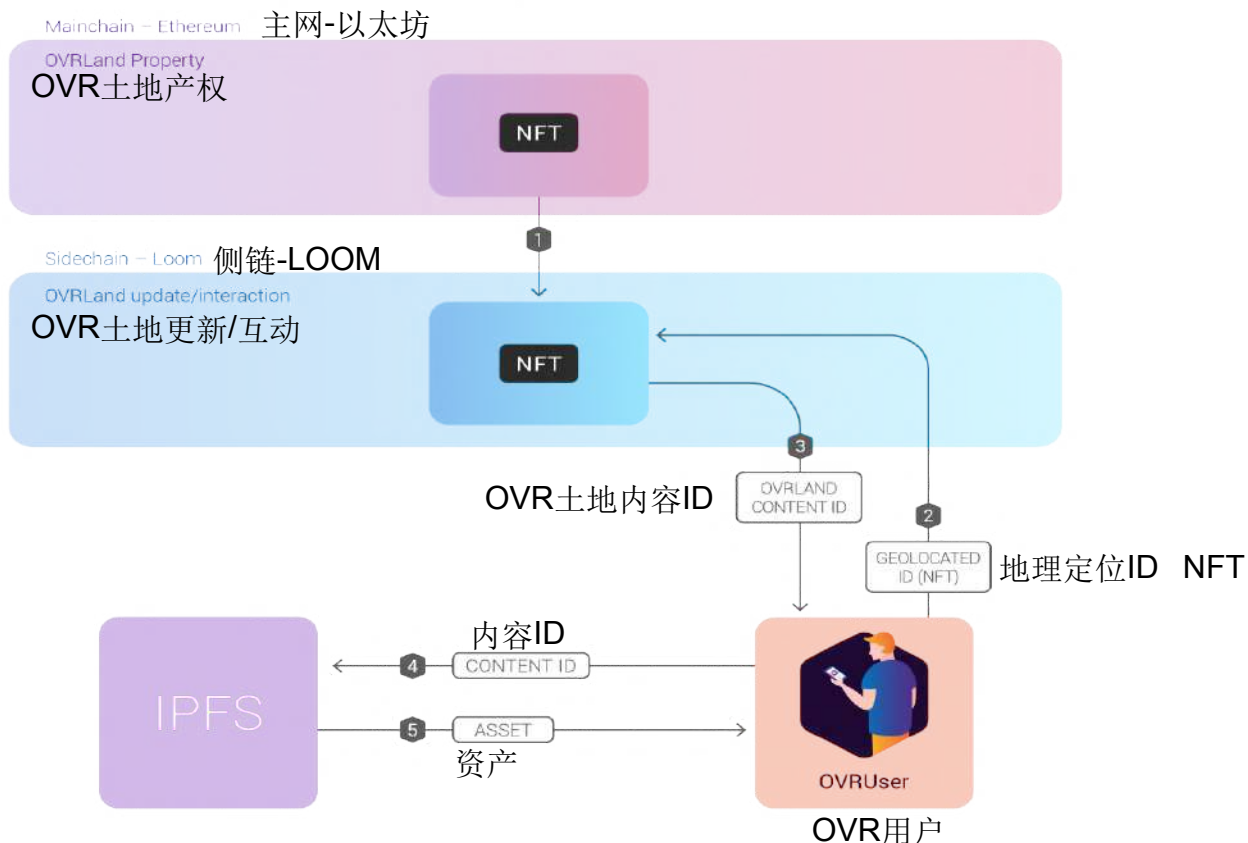 Mainchain – Ethereum 主网-以太坊
OVRLand Property
OVR土地产权
NFT
1
Sidechain – Loom 侧链-LOOM
OVRLand update/interaction
OVR土地更新/互动
NFT
3
OVR土地内容ID
OVRLAND
CONTENT ID
2
GEOLOCATED
ID (NFT)
地理定位ID NFT
内容ID
4 CONTENT ID
IPFS
5 ASSET
资产
OVRUser
OVR用户